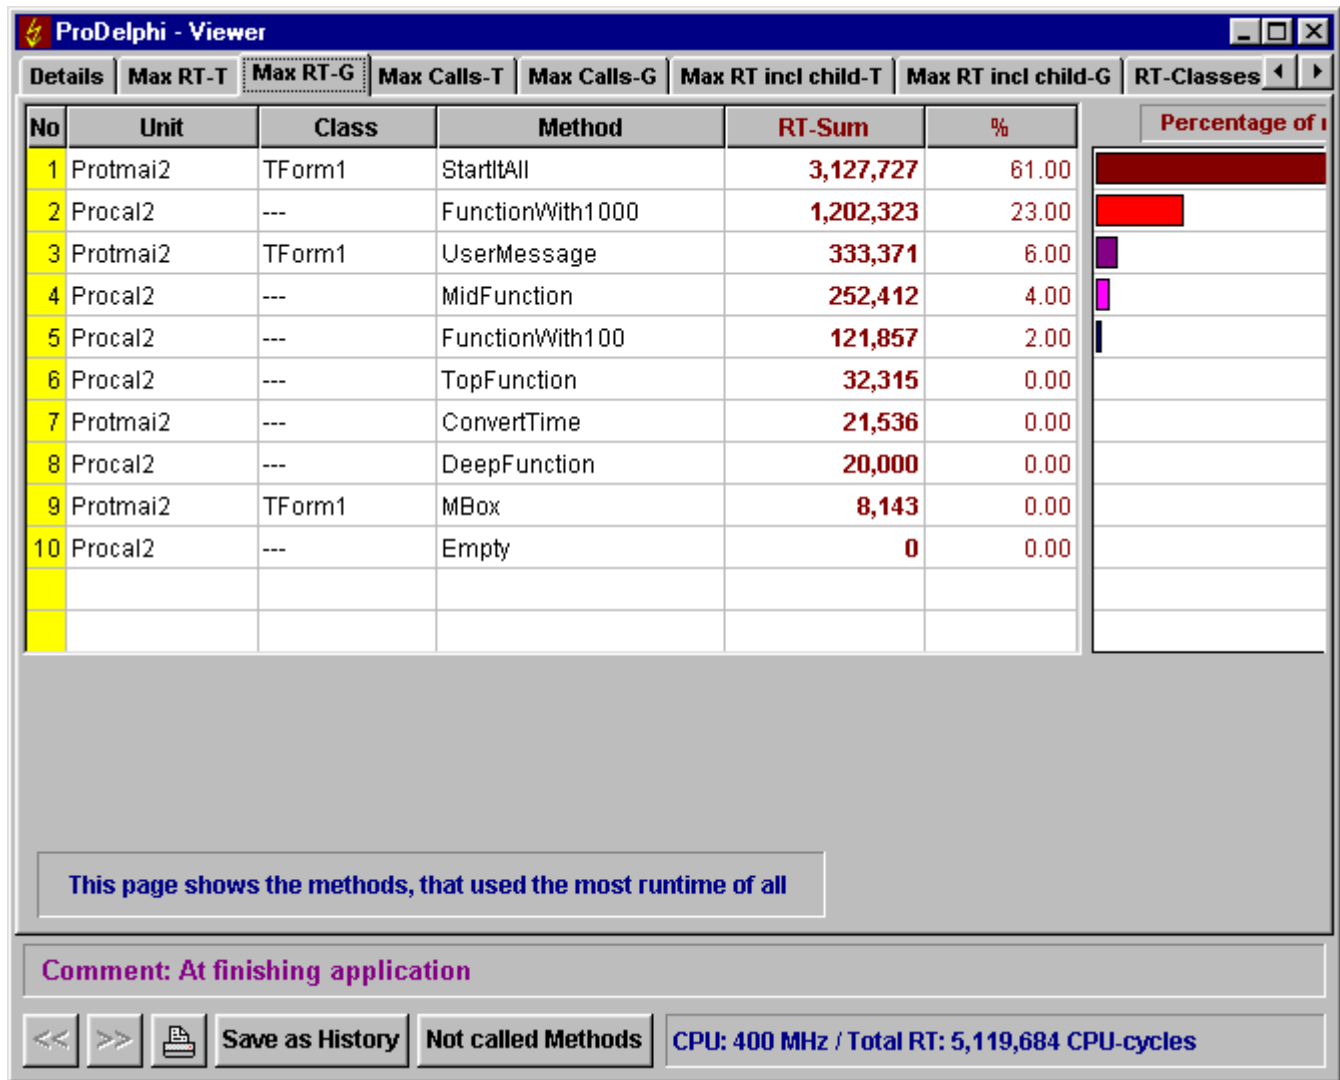 ProDelphi - Viewer
Details Max RT-T Max RT-G Max Calls-T Max Calls-G Max RT incl child-T Max RT incl child-G RT-Classes
No Unit Class Method RT-Sum % Percentage of
1 Protmai2 TForm1 StartItAll 3,127,727 61.00
2 Procal2 --- FunctionWith1000 1,202,323 23.00
3 Protmai2 TForm1 UserMessage 333,371 6.00
4 Procal2 --- MidFunction 252,412 4.00
5 Procal2 --- FunctionWith100 121,857 2.00
6 Procal2 --- TopFunction 32,315 0.00
7 Protmai2 --- ConvertTime 21,536 0.00
8 Procal2 --- DeepFunction 20,000 0.00
9 Protmai2 TForm1 MBox 8,143 0.00
10 Procal2 --- Empty 0 0.00
This page shows the methods, that used the most runtime of all
Comment: At finishing application
<< >> Save as History Not called Methods CPU: 400 MHz / Total RT: 5,119,684 CPU-cycles